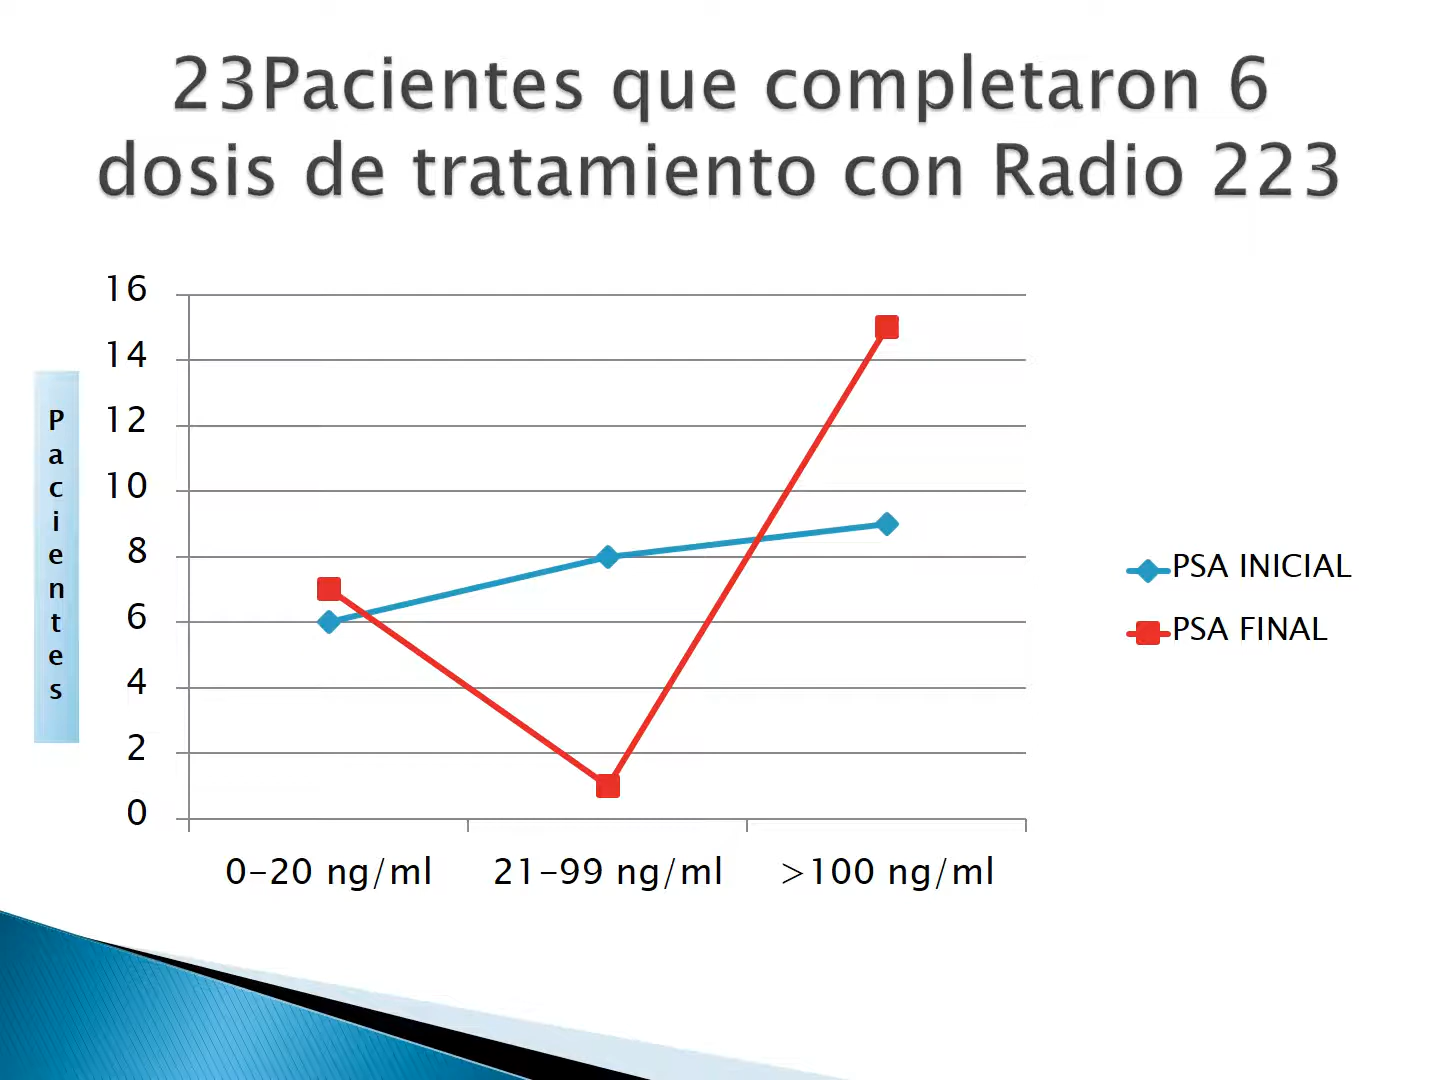 23Pacientes que completaron 6
dosis de tratamiento con Radio 223
16
14
12
10
8
6
4
2
0
Pacientes
0-20 ng/ml
21-99 ng/ml
>100 ng/ml
PSA INICIAL
PSA FINAL